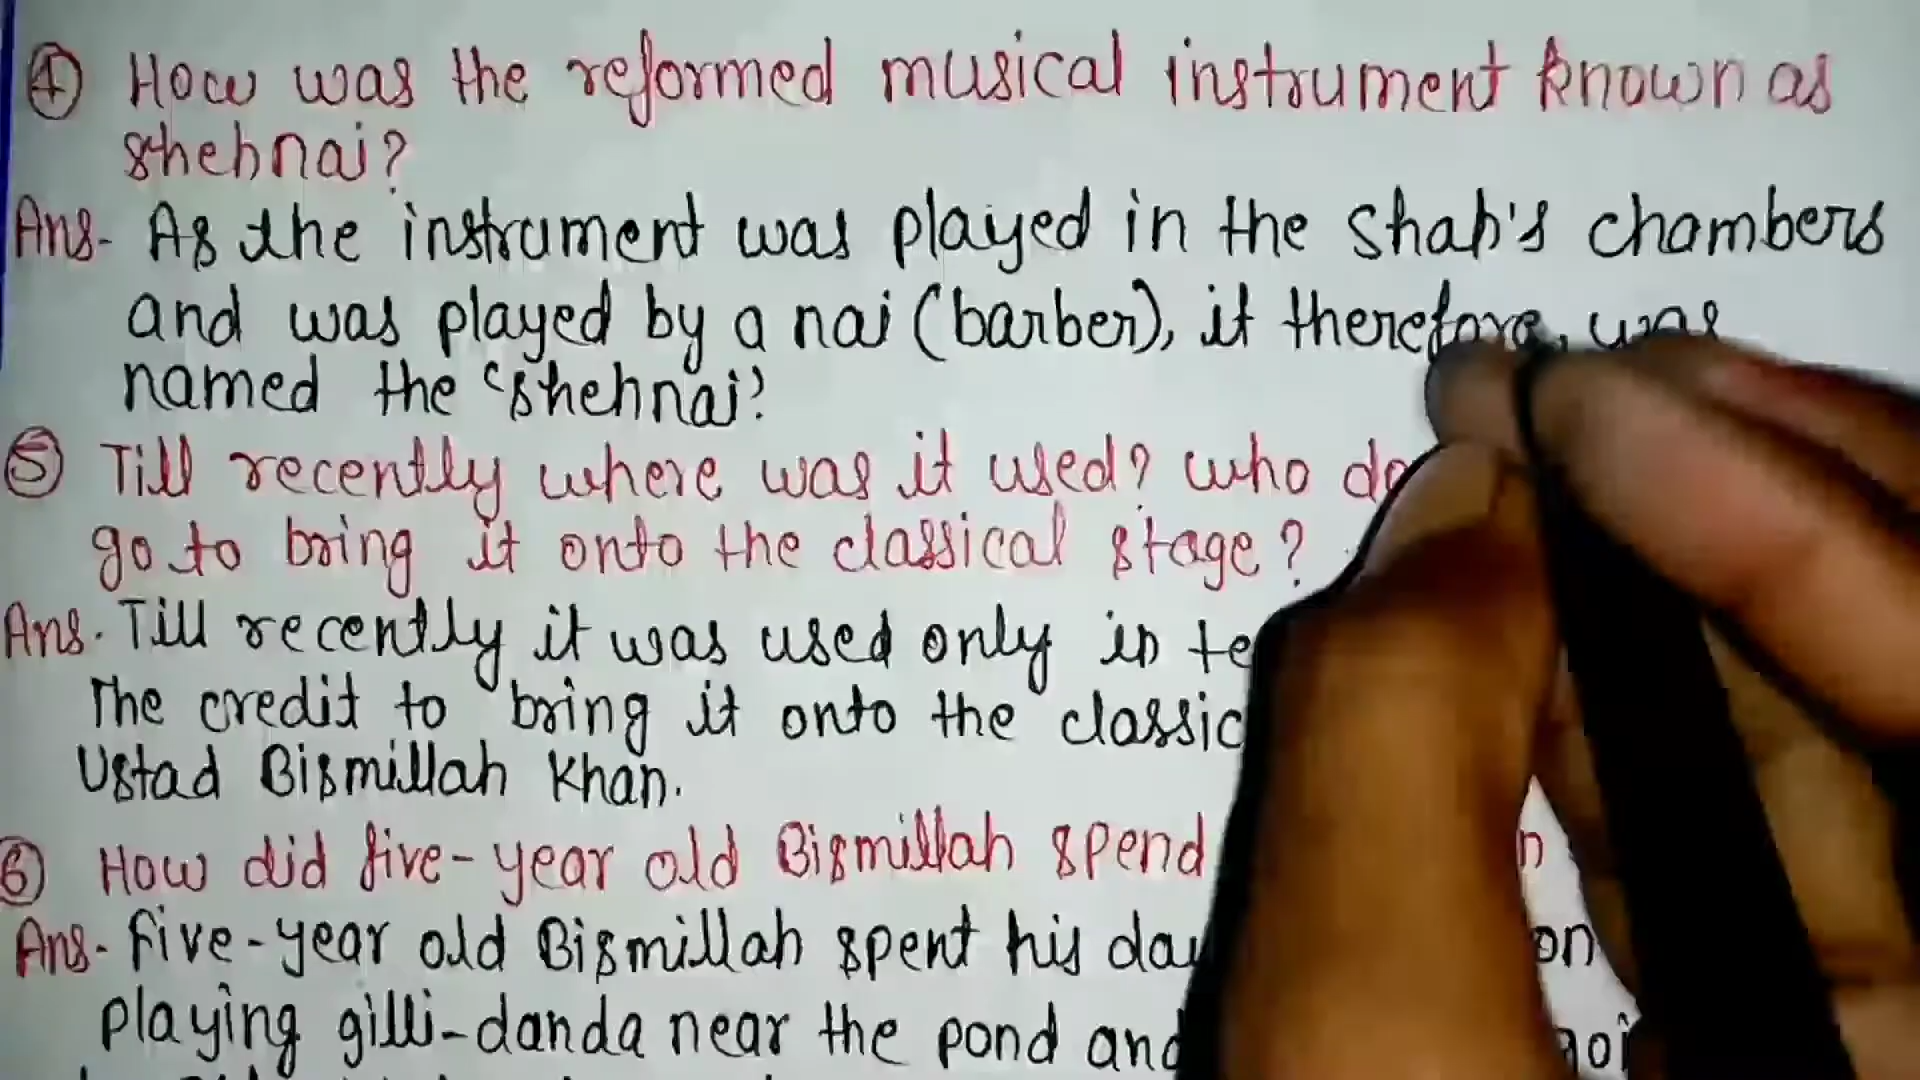 ④ How was the reformed musical instrument known as
shehnai?
Ans- As the instrument was played in the shah's chambers
and was played by a nai (barber), it therefore, was
named the 'shehnai?
⑤ Till recently where was it used? who do
go to bring it onto the classical stage?
Ans. Till recently it was used only in te
The credit to bring it onto the classic
Ustad Bismillah Khan.
⑥ How did five-year old Bismillah spend
Ans- five-year old Bismillah spent his day on
playing gilli-danda near the pond and